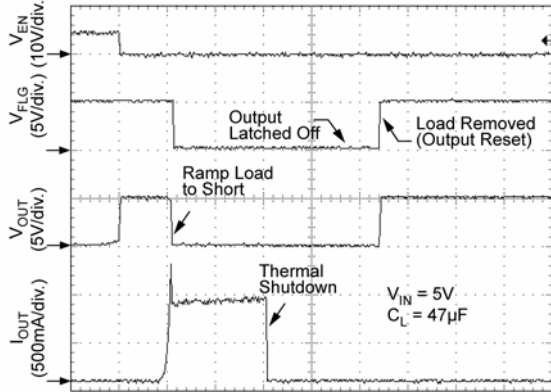 V_EN
(10V/div.)
V_FLG
(5V/div.)
Output
Latched Off
Load Removed
(Output Reset)
Ramp Load
to Short
V_OUT
(5V/div.)
Thermal
Shutdown
V_IN = 5V
C_L = 47µF
I_OUT
(500mA/div.)